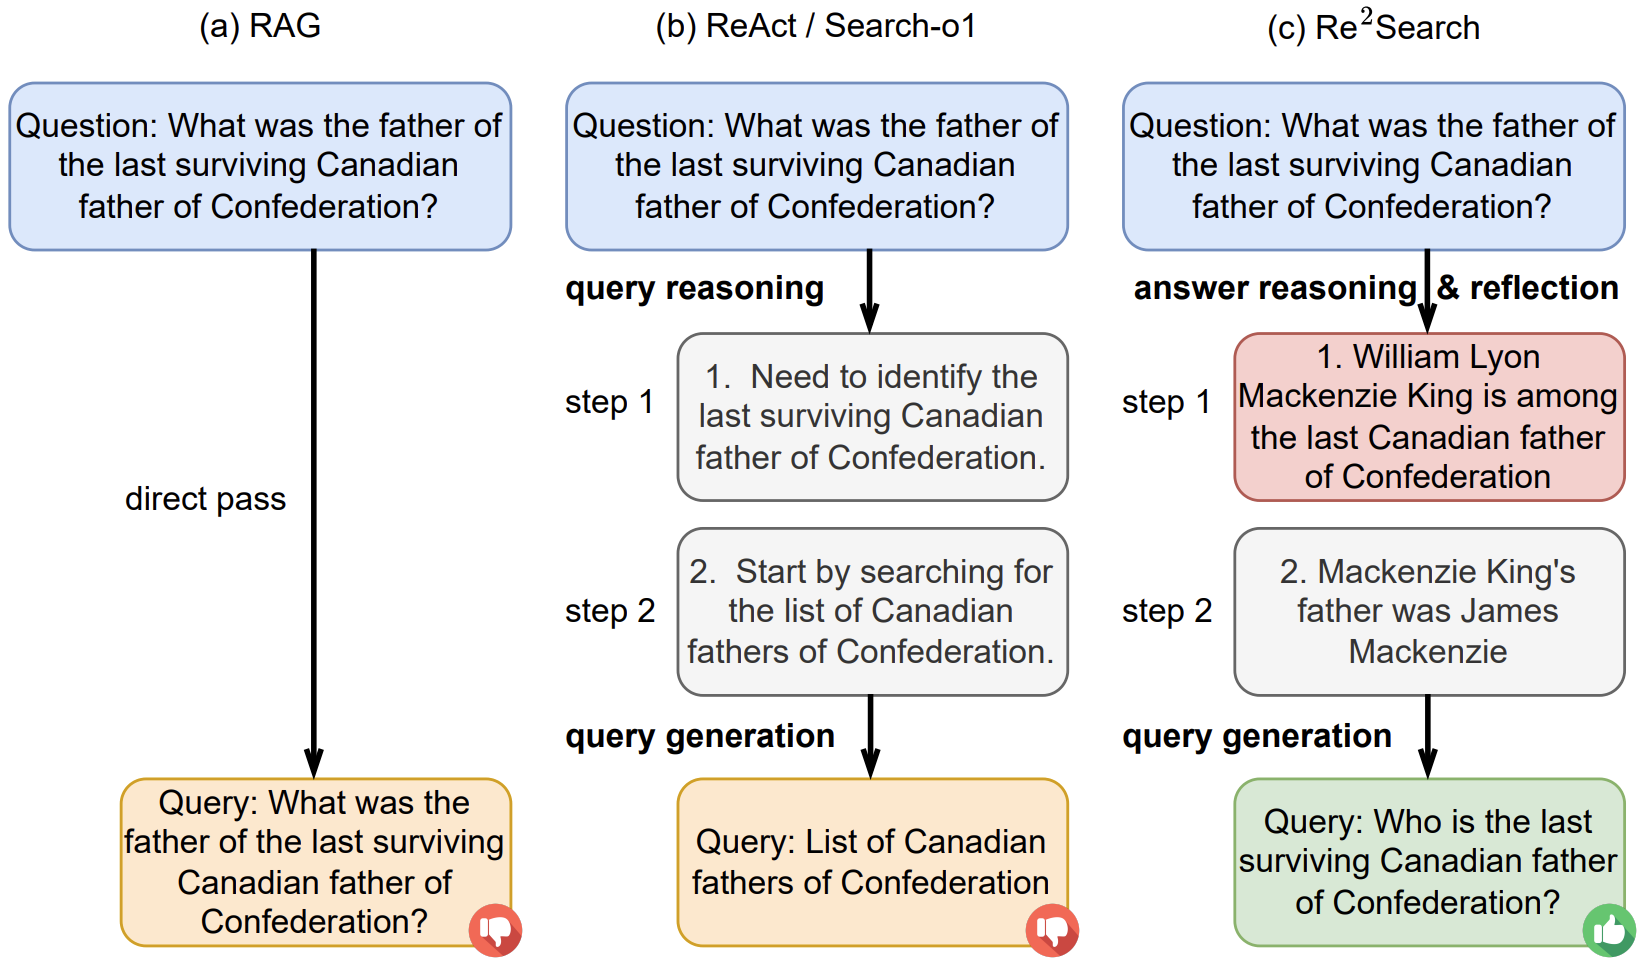 (a) RAG
Question: What was the father of
the last surviving Canadian
father of Confederation?
direct pass
Query: What was the
father of the last surviving
Canadian father of
Confederation?
(b) ReAct / Search-o1
Question: What was the father of
the last surviving Canadian
father of Confederation?
query reasoning
step 1
1. Need to identify the
last surviving Canadian
father of Confederation.
step 2
2. Start by searching for
the list of Canadian
fathers of Confederation.
query generation
Query: List of Canadian
fathers of Confederation
(c) Re²Search
Question: What was the father of
the last surviving Canadian
father of Confederation?
answer reasoning & reflection
step 1
1. William Lyon
Mackenzie King is among
the last Canadian father
of Confederation
step 2
2. Mackenzie King's
father was James
Mackenzie
query generation
Query: Who is the last
surviving Canadian father
of Confederation?